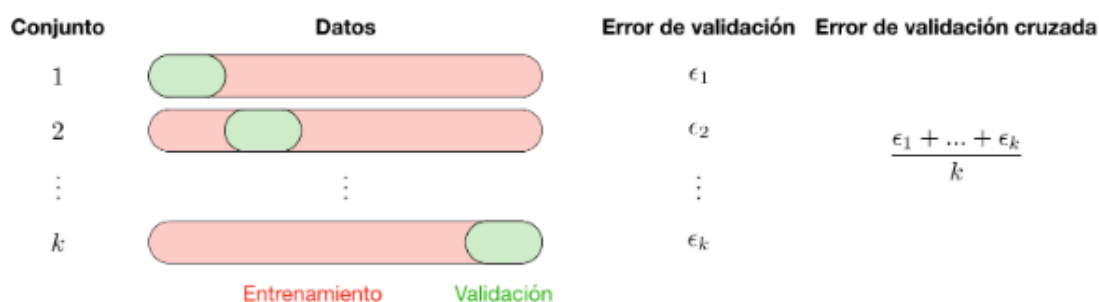 Conjunto Datos Error de validación Error de validación cruzada
1 ϵ₁
2 ϵ₂
⋮ ⋮ ⋮
k ϵₖ
ϵ₁ + ... + ϵₖ
k
Entrenamiento Validación